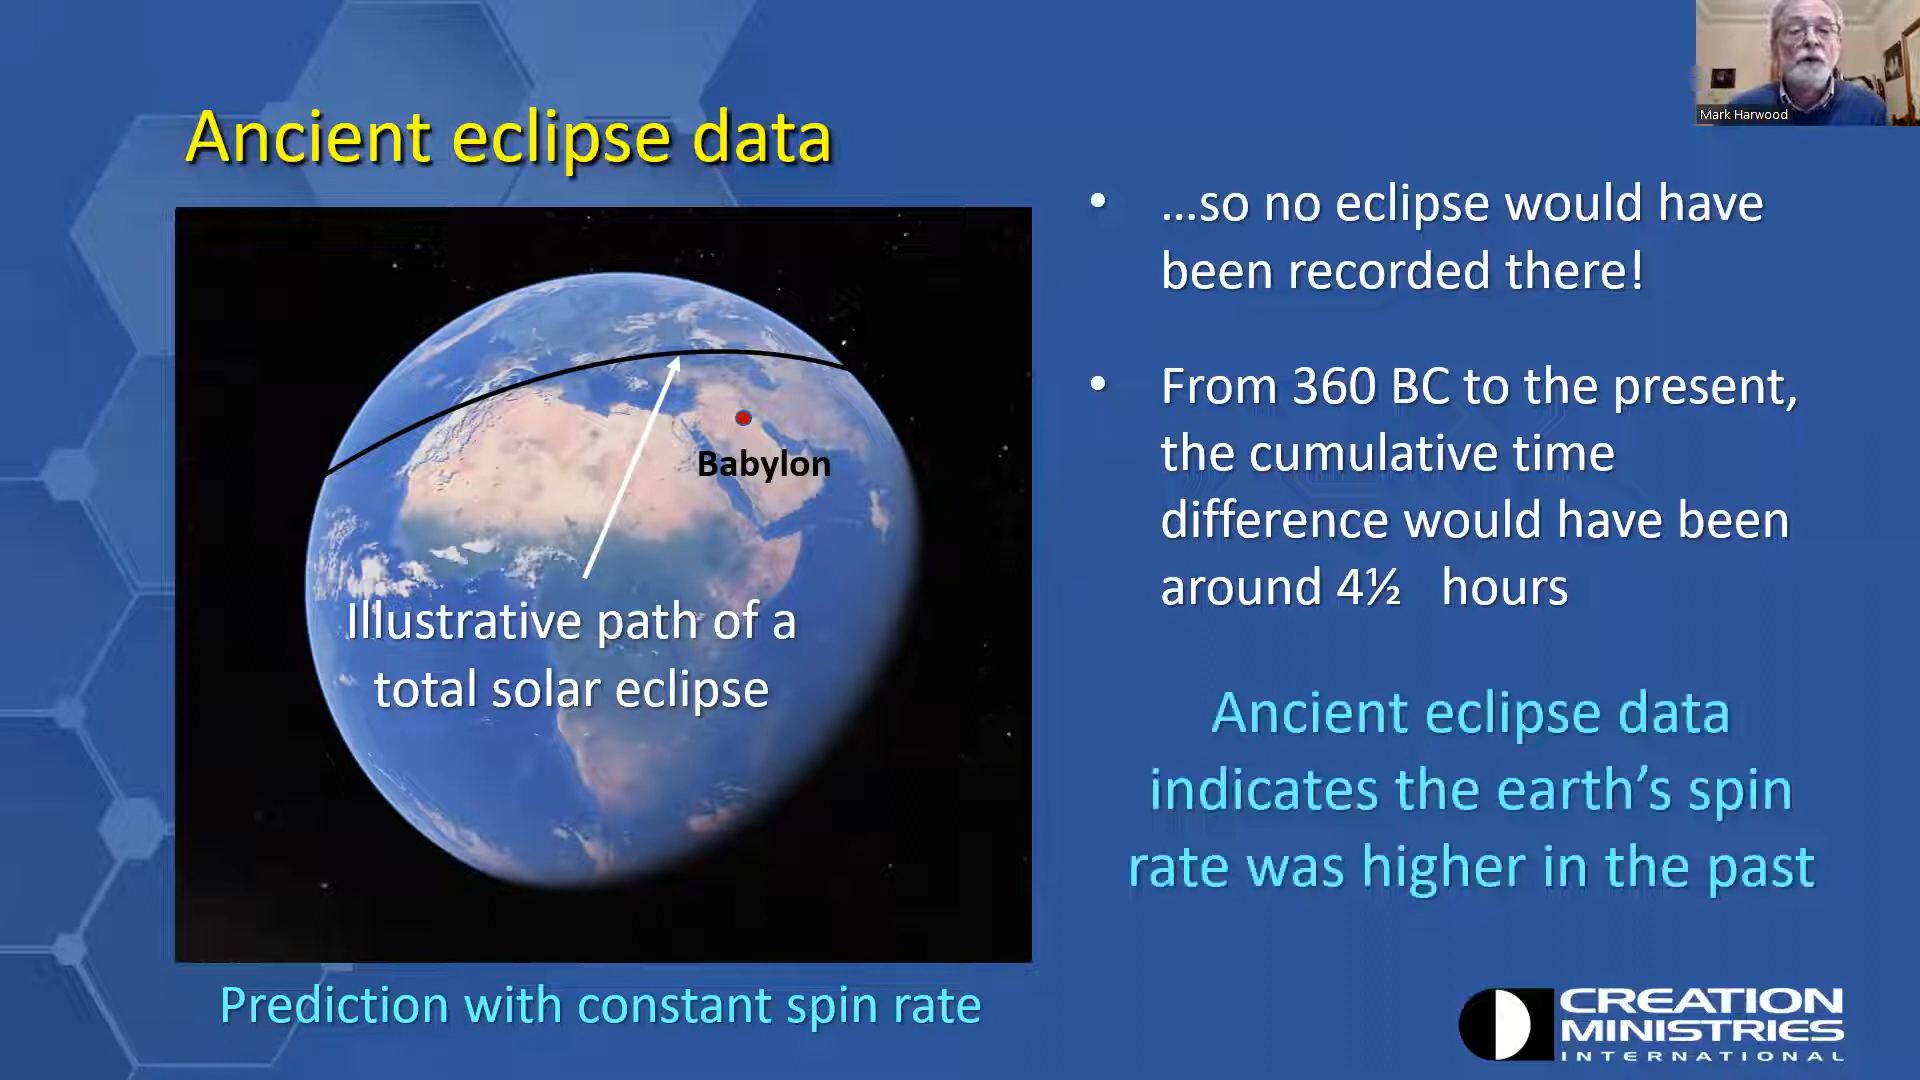 Mark Harwood
Ancient eclipse data
Babylon
Illustrative path of a
total solar eclipse
Prediction with constant spin rate
• …so no eclipse would have
been recorded there!
• From 360 BC to the present,
the cumulative time
difference would have been
around 4½ hours
Ancient eclipse data
indicates the earth’s spin
rate was higher in the past
CREATION
MINISTRIES
INTERNATIONAL